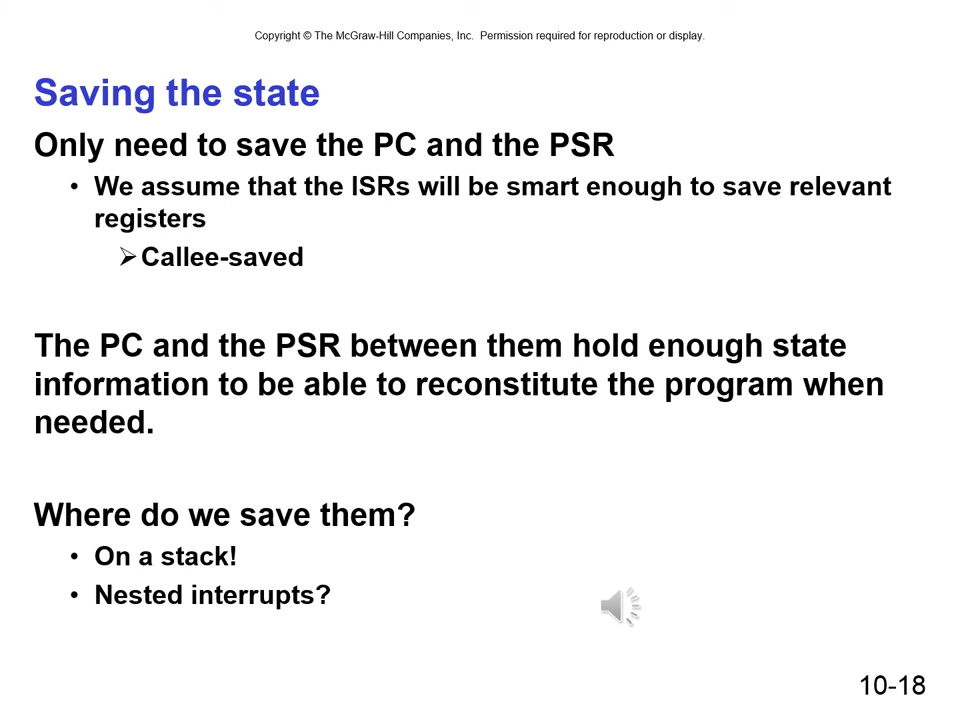 Copyright © The McGraw-Hill Companies, Inc.  Permission required for reproduction or display.
Saving the state
Only need to save the PC and the PSR
• We assume that the ISRs will be smart enough to save relevant
registers
➢ Callee-saved
The PC and the PSR between them hold enough state
information to be able to reconstitute the program when
needed.
Where do we save them?
• On a stack!
• Nested interrupts?
10-18